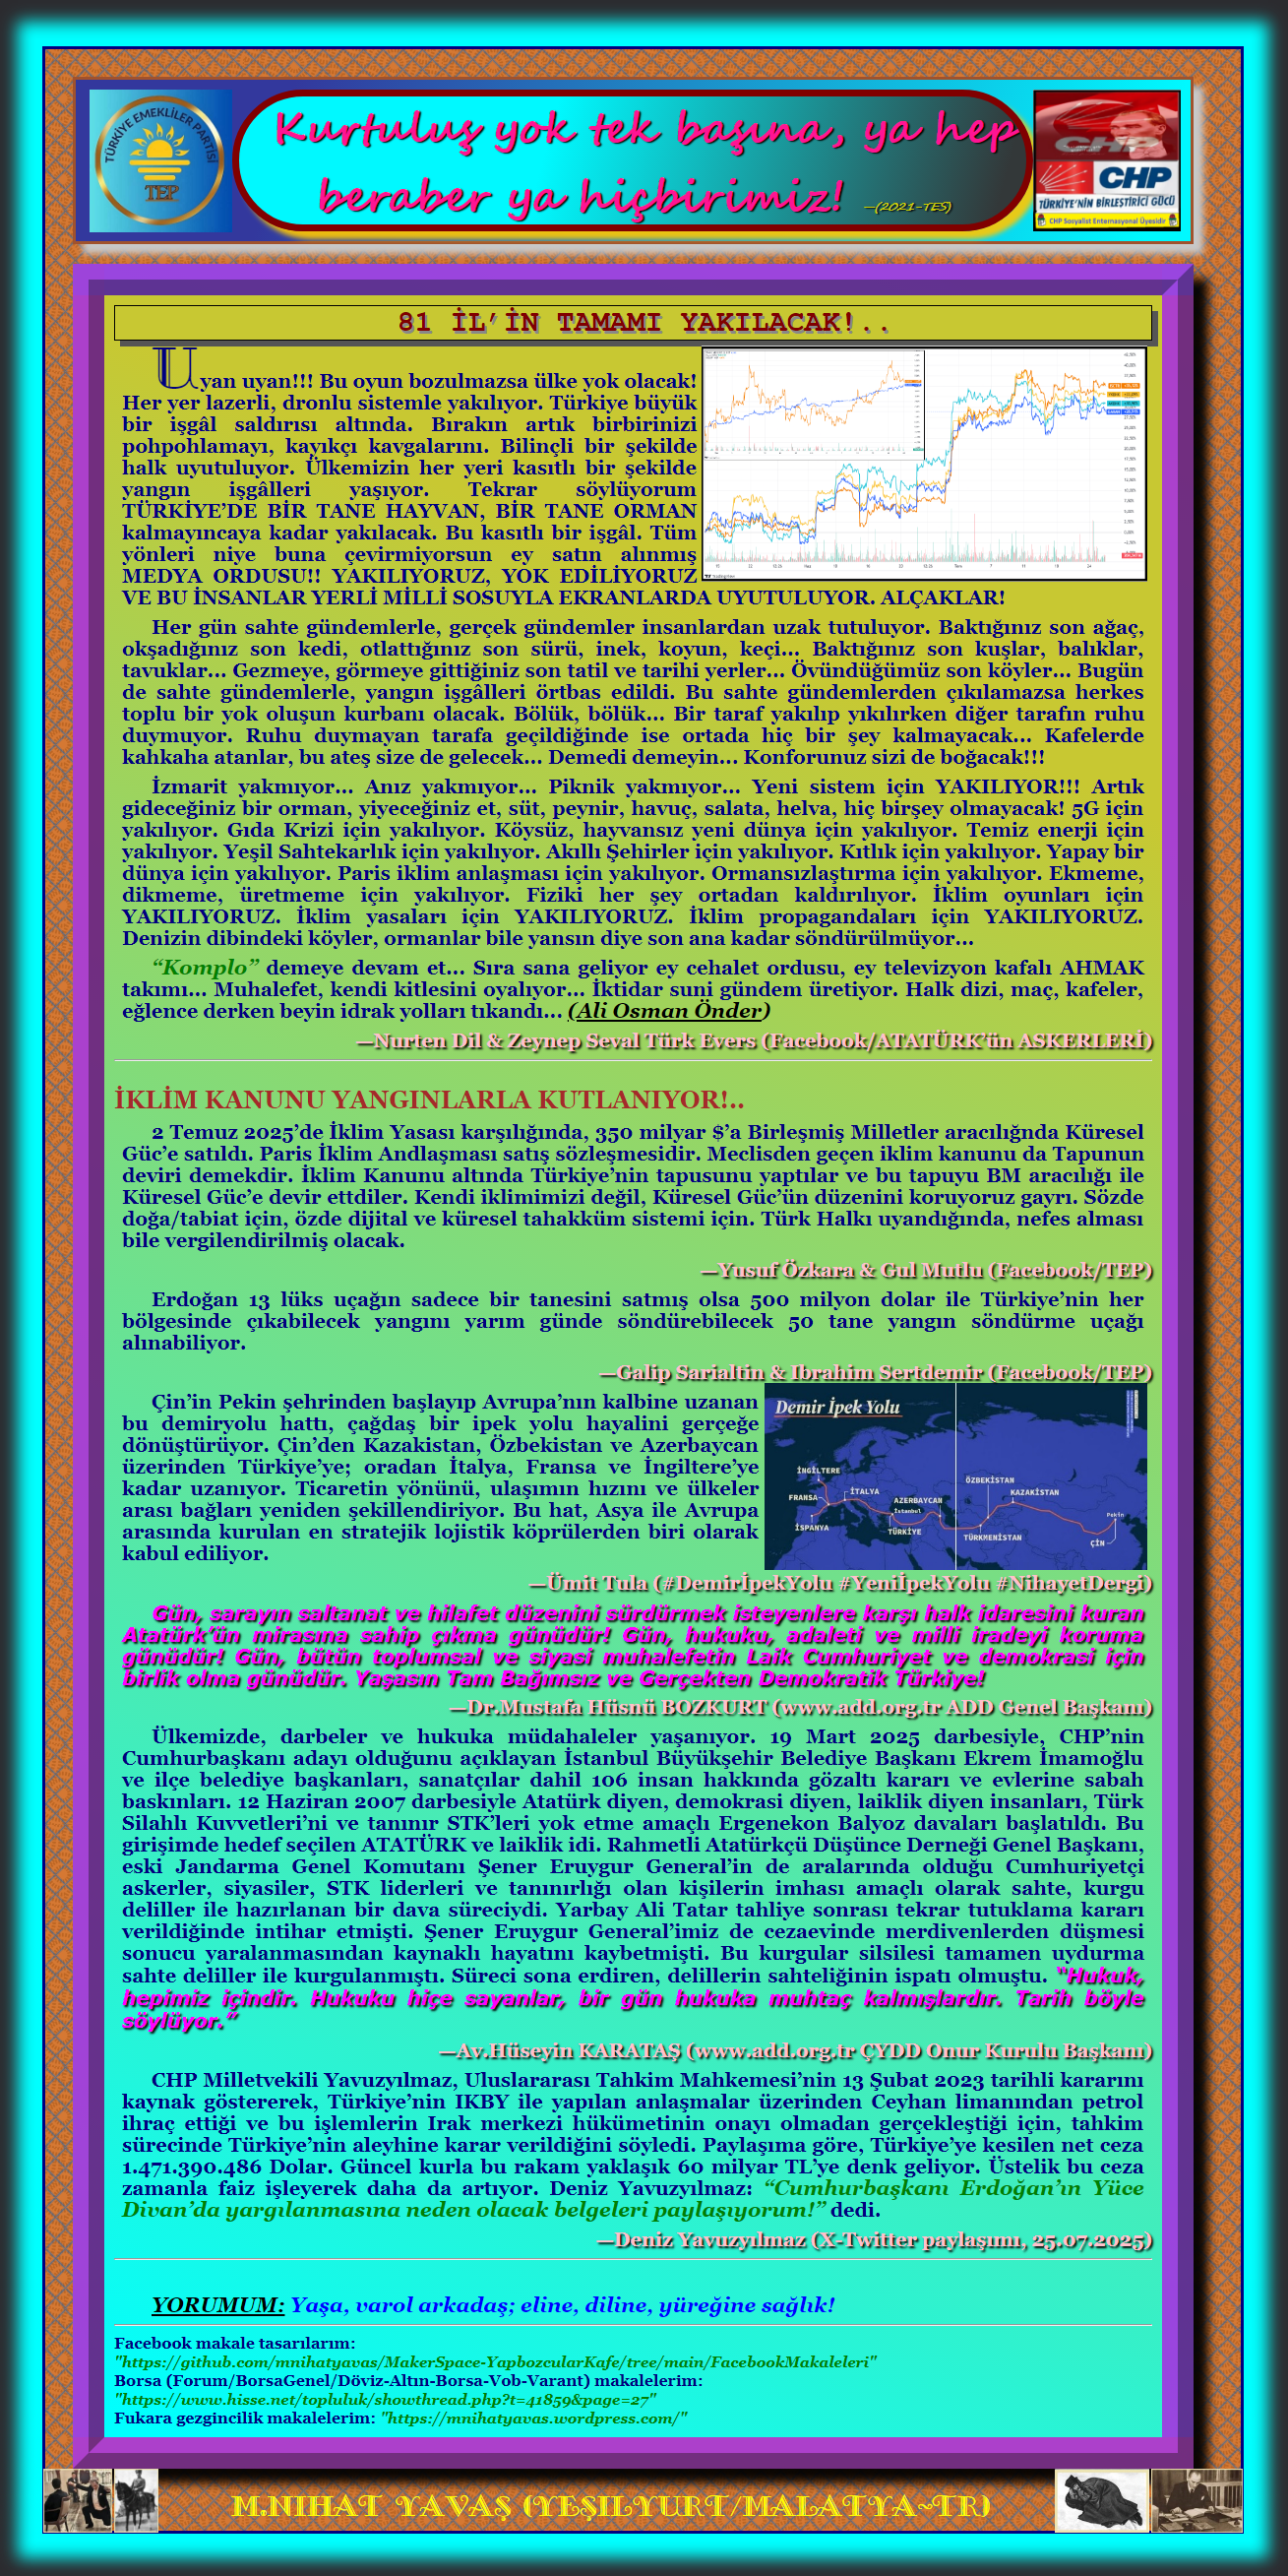 TÜRKİYE EMEKLİLER PARTİSİ
TEP
Kurtuluş yok tek başına, ya hep
beraber ya hiçbirimiz! —(2021-TES)
CHP
CHP
TÜRKİYE'NİN BİRLEŞTİRİCİ GÜCÜ
CHP Sosyalist Enternasyonal Üyesidir
81 İL’İN TAMAMI YAKILACAK!..
Uyan uyan!!! Bu oyun bozulmazsa ülke yok olacak!
Her yer lazerli, dronlu sistemle yakılıyor. Türkiye büyük
bir işgâl saldırısı altında. Bırakın artık birbirinizi
pohpohlamayı, kayıkçı kavgalarını. Bilinçli bir şekilde
halk uyutuluyor. Ülkemizin her yeri kasıtlı bir şekilde
yangın işgâlleri yaşıyor. Tekrar söylüyorum
TÜRKİYE’DE BİR TANE HAYVAN, BİR TANE ORMAN
kalmayıncaya kadar yakılacak. Bu kasıtlı bir işgâl. Tüm
yönleri niye buna çevirmiyorsun ey satın alınmış
MEDYA ORDUSU!! YAKILIYORUZ, YOK EDİLİYORUZ
VE BU İNSANLAR YERLİ MİLLİ SOSUYLA EKRANLARDA UYUTULUYOR. ALÇAKLAR!
Her gün sahte gündemlerle, gerçek gündemler insanlardan uzak tutuluyor. Baktığınız son ağaç,
okşadığınız son kedi, otlattığınız son sürü, inek, koyun, keçi... Baktığınız son kuşlar, balıklar,
tavuklar... Gezmeye, görmeye gittiğiniz son tatil ve tarihi yerler... Övündüğümüz son köyler... Bugün
de sahte gündemlerle, yangın işgâlleri örtbas edildi. Bu sahte gündemlerden çıkılamazsa herkes
toplu bir yok oluşun kurbanı olacak. Bölük, bölük... Bir taraf yakılıp yıkılırken diğer tarafın ruhu
duymuyor. Ruhu duymayan tarafa geçildiğinde ise ortada hiç bir şey kalmayacak... Kafelerde
kahkaha atanlar, bu ateş size de gelecek... Demedi demeyin... Konforunuz sizi de boğacak!!!
İzmarit yakmıyor... Anız yakmıyor... Piknik yakmıyor... Yeni sistem için YAKILIYOR!!! Artık
gideceğiniz bir orman, yiyeceğiniz et, süt, peynir, havuç, salata, helva, hiç birşey olmayacak! 5G için
yakılıyor. Gıda Krizi için yakılıyor. Köysüz, hayvansız yeni dünya için yakılıyor. Temiz enerji için
yakılıyor. Yeşil Sahtekarlık için yakılıyor. Akıllı Şehirler için yakılıyor. Kıtlık için yakılıyor. Yapay bir
dünya için yakılıyor. Paris iklim anlaşması için yakılıyor. Ormansızlaştırma için yakılıyor. Ekmeme,
dikmeme, üretmeme için yakılıyor. Fiziki her şey ortadan kaldırılıyor. İklim oyunları için
YAKILIYORUZ. İklim yasaları için YAKILIYORUZ. İklim propagandaları için YAKILIYORUZ.
Denizin dibindeki köyler, ormanlar bile yansın diye son ana kadar söndürülmüyor...
“Komplo” demeye devam et... Sıra sana geliyor ey cehalet ordusu, ey televizyon kafalı AHMAK
takımı... Muhalefet, kendi kitlesini oyalıyor... İktidar suni gündem üretiyor. Halk dizi, maç, kafeler,
eğlence derken beyin idrak yolları tıkandı... (Ali Osman Önder)
—Nurten Dil & Zeynep Seval Türk Evers (Facebook/ATATÜRK’ün ASKERLERİ)
İKLİM KANUNU YANGINLARLA KUTLANIYOR!..
2 Temuz 2025’de İklim Yasası karşılığında, 350 milyar $’a Birleşmiş Milletler aracılığnda Küresel
Güc’e satıldı. Paris İklim Andlaşması satış sözleşmesidir. Meclisden geçen iklim kanunu da Tapunun
deviri demekdir. İklim Kanunu altında Türkiye’nin tapusunu yaptılar ve bu tapuyu BM aracılığı ile
Küresel Güc’e devir ettdiler. Kendi iklimimizi değil, Küresel Güc’ün düzenini koruyoruz gayrı. Sözde
doğa/tabiat için, özde dijital ve küresel tahakküm sistemi için. Türk Halkı uyandığında, nefes alması
bile vergilendirilmiş olacak.
—Yusuf Özkara & Gul Mutlu (Facebook/TEP)
Erdoğan 13 lüks uçağın sadece bir tanesini satmış olsa 500 milyon dolar ile Türkiye’nin her
bölgesinde çıkabilecek yangını yarım günde söndürebilecek 50 tane yangın söndürme uçağı
alınabiliyor.
—Galip Sarialtin & Ibrahim Sertdemir (Facebook/TEP)
Çin’in Pekin şehrinden başlayıp Avrupa’nın kalbine uzanan
bu demiryolu hattı, çağdaş bir ipek yolu hayalini gerçeğe
dönüştürüyor. Çin’den Kazakistan, Özbekistan ve Azerbaycan
üzerinden Türkiye’ye; oradan İtalya, Fransa ve İngiltere’ye
kadar uzanıyor. Ticaretin yönünü, ulaşımın hızını ve ülkeler
arası bağları yeniden şekillendiriyor. Bu hat, Asya ile Avrupa
arasında kurulan en stratejik lojistik köprülerden biri olarak
kabul ediliyor.
Demir İpek Yolu
İNGİLTERE
FRANSA
İTALYA
İSPANYA
AZERBAYCAN
İstanbul
TÜRKİYE
ÖZBEKİSTAN
KAZAKİSTAN
TÜRKMENİSTAN
Pekin
ÇİN
—Ümit Tula (#DemirİpekYolu #YeniİpekYolu #NihayetDergi)
Gün, sarayın saltanat ve hilafet düzenini sürdürmek isteyenlere karşı halk idaresini kuran
Atatürk’ün mirasına sahip çıkma günüdür! Gün, hukuku, adaleti ve milli iradeyi koruma
günüdür! Gün, bütün toplumsal ve siyasi muhalefetin Laik Cumhuriyet ve demokrasi için
birlik olma günüdür. Yaşasın Tam Bağımsız ve Gerçekten Demokratik Türkiye!
—Dr.Mustafa Hüsnü BOZKURT (www.add.org.tr ADD Genel Başkanı)
Ülkemizde, darbeler ve hukuka müdahaleler yaşanıyor. 19 Mart 2025 darbesiyle, CHP’nin
Cumhurbaşkanı adayı olduğunu açıklayan İstanbul Büyükşehir Belediye Başkanı Ekrem İmamoğlu
ve ilçe belediye başkanları, sanatçılar dahil 106 insan hakkında gözaltı kararı ve evlerine sabah
baskınları. 12 Haziran 2007 darbesiyle Atatürk diyen, demokrasi diyen, laiklik diyen insanları, Türk
Silahlı Kuvvetleri’ni ve tanınır STK’leri yok etme amaçlı Ergenekon Balyoz davaları başlatıldı. Bu
girişimde hedef seçilen ATATÜRK ve laiklik idi. Rahmetli Atatürkçü Düşünce Derneği Genel Başkanı,
eski Jandarma Genel Komutanı Şener Eruygur General’in de aralarında olduğu Cumhuriyetçi
askerler, siyasiler, STK liderleri ve tanınırlığı olan kişilerin imhası amaçlı olarak sahte, kurgu
deliller ile hazırlanan bir dava süreciydi. Yarbay Ali Tatar tahliye sonrası tekrar tutuklama kararı
verildiğinde intihar etmişti. Şener Eruygur General’imiz de cezaevinde merdivenlerden düşmesi
sonucu yaralanmasından kaynaklı hayatını kaybetmişti. Bu kurgular silsilesi tamamen uydurma
sahte deliller ile kurgulanmıştı. Süreci sona erdiren, delillerin sahteliğinin ispatı olmuştu. “Hukuk,
hepimiz içindir. Hukuku hiçe sayanlar, bir gün hukuka muhtaç kalmışlardır. Tarih böyle
söylüyor.”
—Av.Hüseyin KARATAŞ (www.add.org.tr ÇYDD Onur Kurulu Başkanı)
CHP Milletvekili Yavuzyılmaz, Uluslararası Tahkim Mahkemesi’nin 13 Şubat 2023 tarihli kararını
kaynak göstererek, Türkiye’nin IKBY ile yapılan anlaşmalar üzerinden Ceyhan limanından petrol
ihraç ettiği ve bu işlemlerin Irak merkezi hükümetinin onayı olmadan gerçekleştiği için, tahkim
sürecinde Türkiye’nin aleyhine karar verildiğini söyledi. Paylaşıma göre, Türkiye’ye kesilen net ceza
1.471.390.486 Dolar. Güncel kurla bu rakam yaklaşık 60 milyar TL’ye denk geliyor. Üstelik bu ceza
zamanla faiz işleyerek daha da artıyor. Deniz Yavuzyılmaz: “Cumhurbaşkanı Erdoğan’ın Yüce
Divan’da yargılanmasına neden olacak belgeleri paylaşıyorum!” dedi.
—Deniz Yavuzyılmaz (X-Twitter paylaşımı, 25.07.2025)
YORUMUM: Yaşa, varol arkadaş; eline, diline, yüreğine sağlık!
Facebook makale tasarılarım:
"https://github.com/mnihatyavas/MakerSpace-YapbozcularKafe/tree/main/FacebookMakaleleri"
Borsa (Forum/BorsaGenel/Döviz-Altın-Borsa-Vob-Varant) makalelerim:
"https://www.hisse.net/topluluk/showthread.php?t=41859&page=27"
Fukara gezgincilik makalelerim: "https://mnihatyavas.wordpress.com/"
M.NIHAT YAVAŞ (YEŞILYURT/MALATYA~TR)